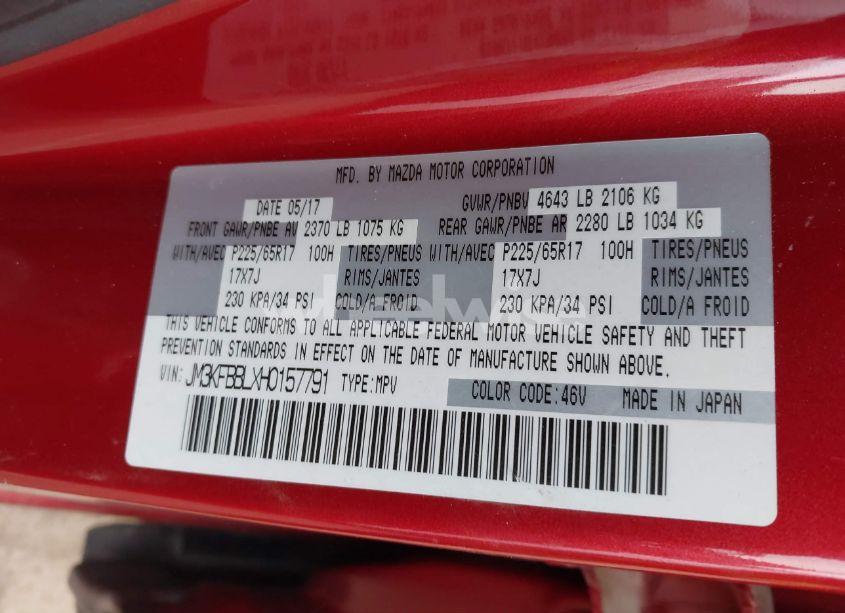 MFD. BY MAZDA MOTOR CORPORATION
DATE 05/17 GVWR/PNBV 4643 LB 2106 KG
FRONT GAWR/PNBE AV 2370 LB 1075 KG REAR GAWR/PNBE AR 2280 LB 1034 KG
WITH/AVEC P225/65R17 100H TIRES/PNEUS WITH/AVEC P225/65R17 100H TIRES/PNEUS
17X7J RIMS/JANTES 17X7J RIMS/JANTES
230 KPA/34 PSI COLD/A FROID 230 KPA/34 PSI COLD/A FROID
wheelwise
THIS VEHICLE CONFORMS TO ALL APPLICABLE FEDERAL MOTOR VEHICLE SAFETY AND THEFT
PREVENTION STANDARDS IN EFFECT ON THE DATE OF MANUFACTURE SHOWN ABOVE.
VIN: JM3KFBBLXH0157791 TYPE:MPV COLOR CODE:46V MADE IN JAPAN